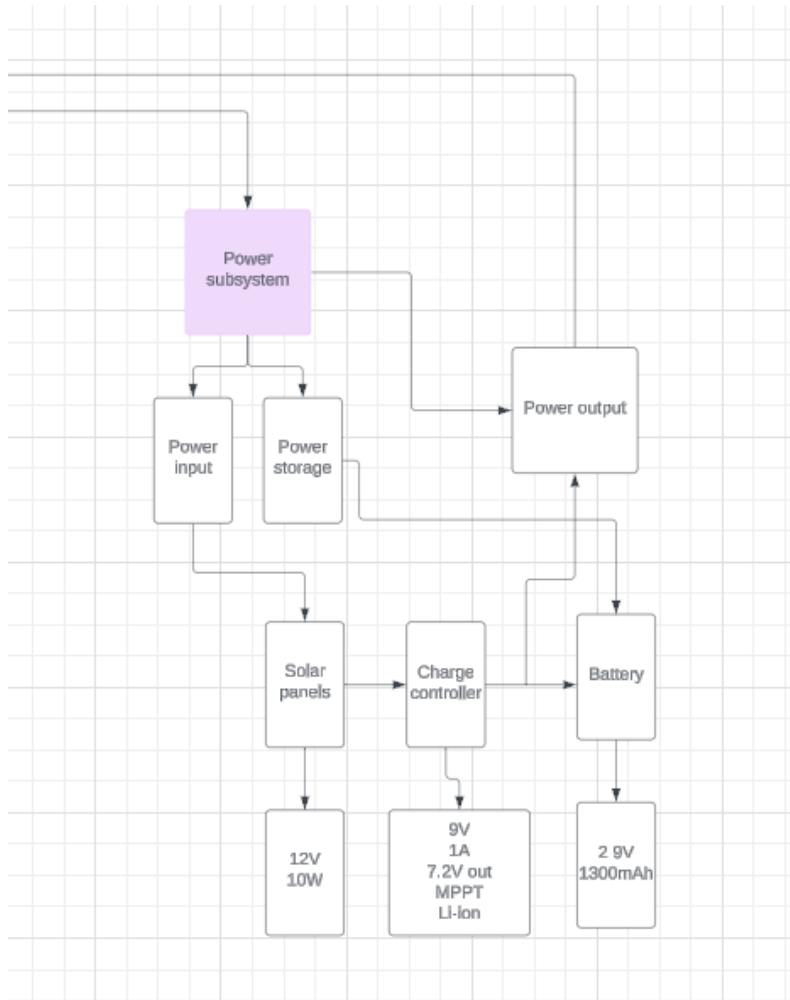 Power
subsystem
Power output
Power
input
Power
storage
Solar
panels
Charge
controller
Battery
12V
10W
9V
1A
7.2V out
MPPT
Li-ion
2 9V
1300mAh